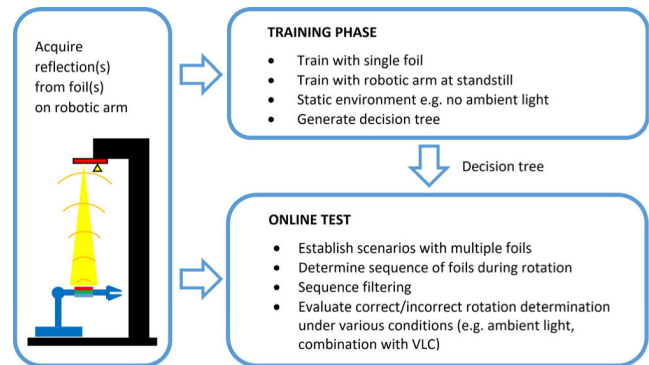 Acquire
reflection(s)
from foil(s)
on robotic arm
TRAINING PHASE
• Train with single foil
• Train with robotic arm at standstill
• Static environment e.g. no ambient light
• Generate decision tree
Decision tree
ONLINE TEST
• Establish scenarios with multiple foils
• Determine sequence of foils during rotation
• Sequence filtering
• Evaluate correct/incorrect rotation determination
under various conditions (e.g. ambient light,
combination with VLC)